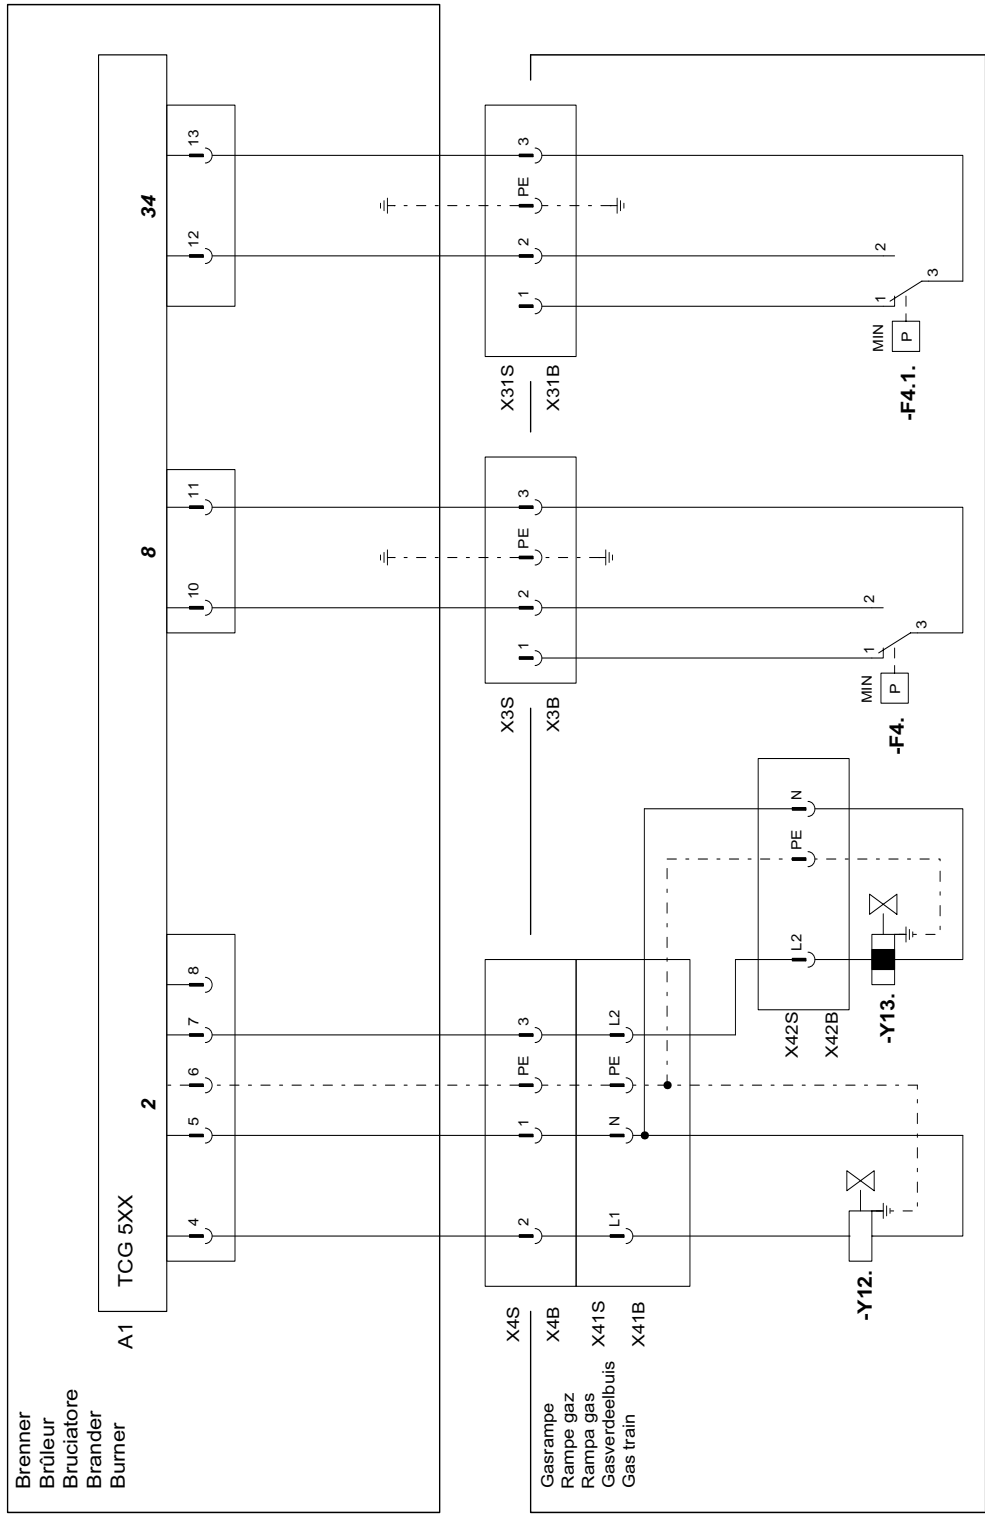 Brenner
Brûleur
Bruciatore
Brander
Burner
A1
TCG 5XX
2
8
34
4
5
6
7
8
10
11
12
13
X4S
X4B
X41S
X41B
2
1
PE
3
L1
N
PE
L2
X3S
X3B
1
2
PE
3
X31S
X31B
1
2
PE
3
Gasrampe
Rampe gaz
Rampa gas
Gasverdeelbuis
Gas train
X42S
X42B
L2
PE
N
-Y12.
-Y13.
MIN
P
1
2
3
-F4.
MIN
P
1
2
3
-F4.1.